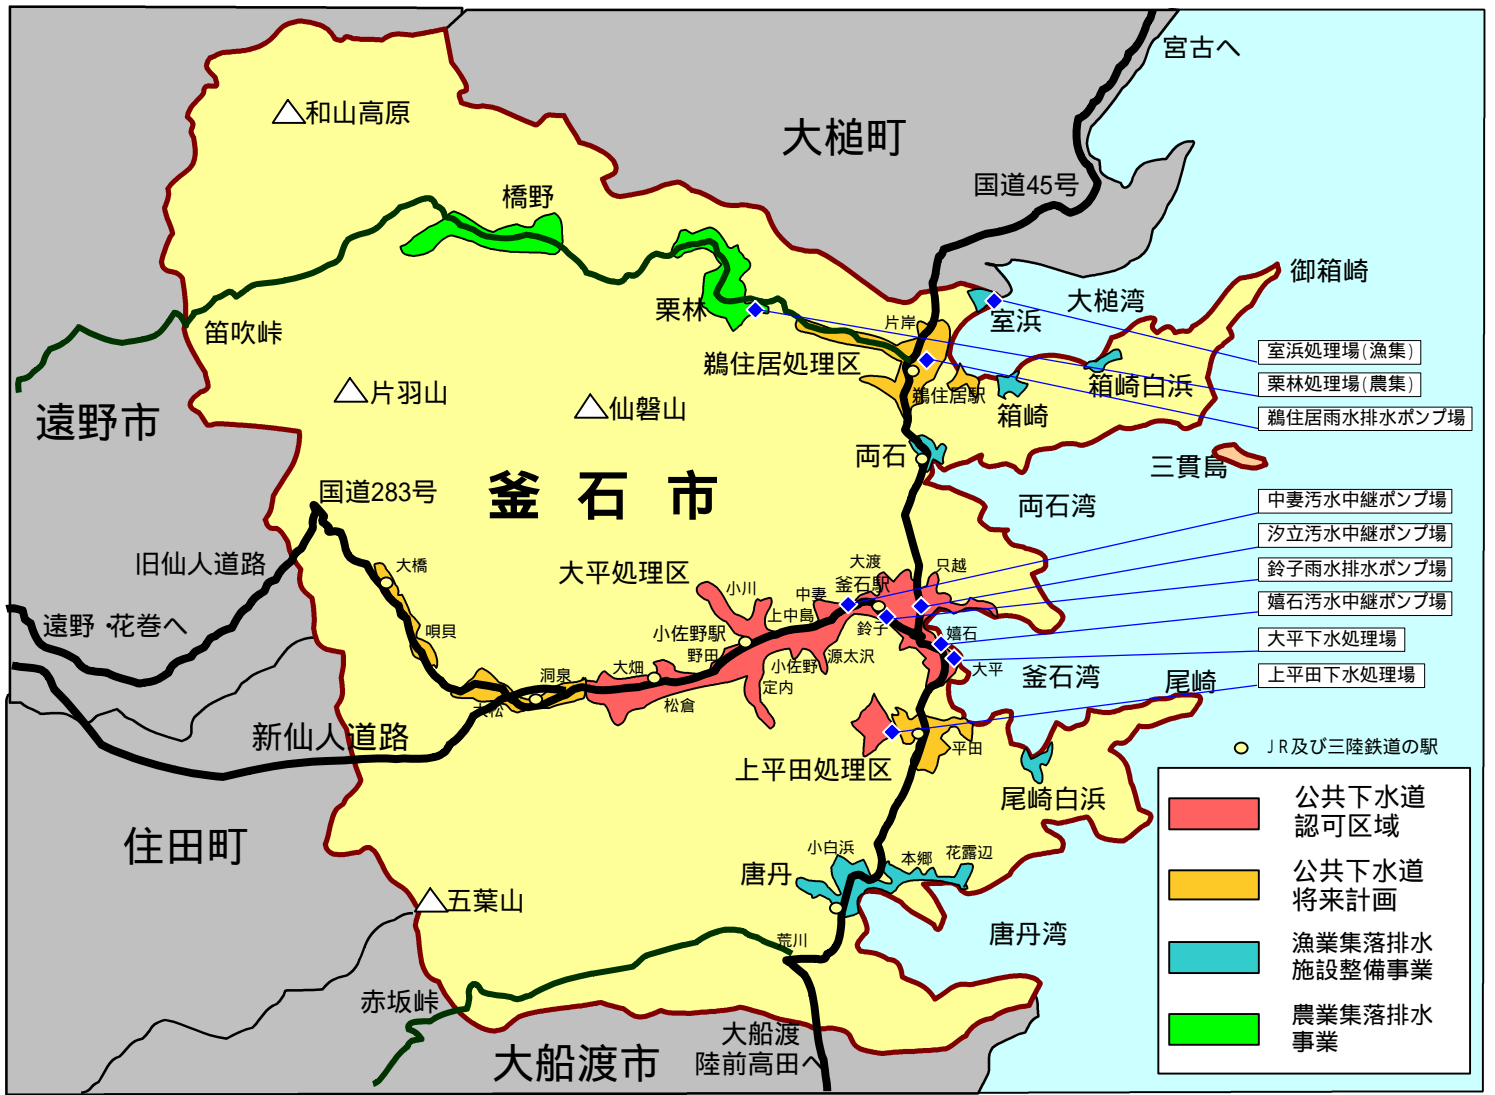 宮古へ
和山高原
大槌町
国道45号
橋野
御箱崎
大槌湾
栗林
片岸
室浜
笛吹峠
室浜処理場(漁集)
鵜住居処理区
栗林処理場(農集)
箱崎白浜
片羽山
鵜住居駅
仙磐山
箱崎
鵜住居雨水排水ポンプ場
遠野市
両石
三貫島
国道283号
釜石市
両石湾
中妻汚水中継ポンプ場
汐立汚水中継ポンプ場
旧仙人道路
大橋
大平処理区
大渡
只越
鈴子雨水排水ポンプ場
小川
中妻
釜石駅
嬉石汚水中継ポンプ場
上中島
遠野・花巻へ
唄貝
小佐野駅
鈴子
嬉石
大平下水処理場
野田
源太沢
小佐野
大畑
大平
釜石湾
尾崎
上平田下水処理場
洞泉
定内
松倉
大松
新仙人道路
平田
JR及び三陸鉄道の駅
上平田処理区
尾崎白浜
公共下水道
認可区域
住田町
小白浜
本郷
花露辺
唐丹
公共下水道
将来計画
五葉山
荒川
唐丹湾
漁業集落排水
施設整備事業
赤坂峠
農業集落排水
事業
大船渡市
大船渡
陸前高田へ